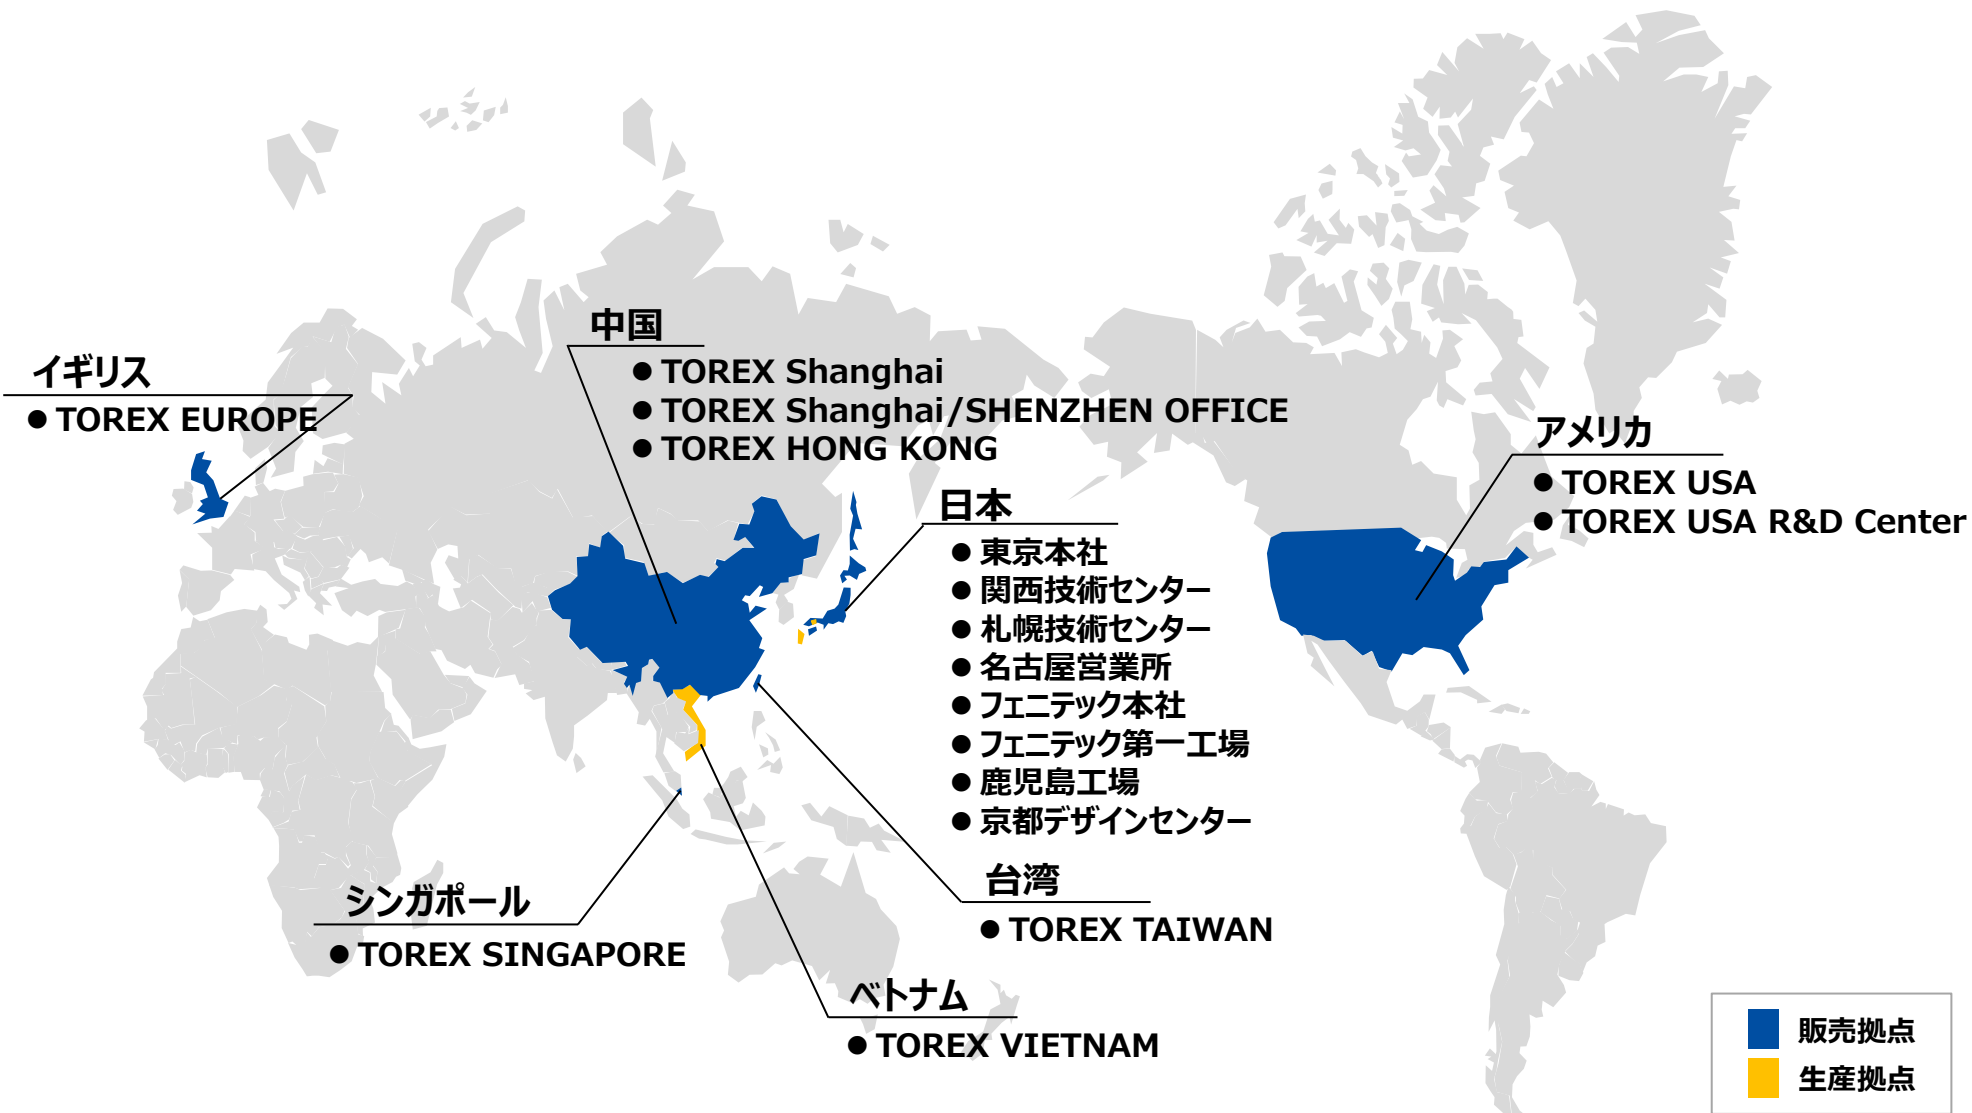 イギリス
● TOREX EUROPE
中国
● TOREX Shanghai
● TOREX Shanghai/SHENZHEN OFFICE
● TOREX HONG KONG
アメリカ
● TOREX USA
● TOREX USA R&D Center
日本
● 東京本社
● 関西技術センター
● 札幌技術センター
● 名古屋営業所
● フェニテック本社
● フェニテック第一工場
● 鹿児島工場
● 京都デザインセンター
台湾
● TOREX TAIWAN
シンガポール
● TOREX SINGAPORE
ベトナム
● TOREX VIETNAM
販売拠点
生産拠点